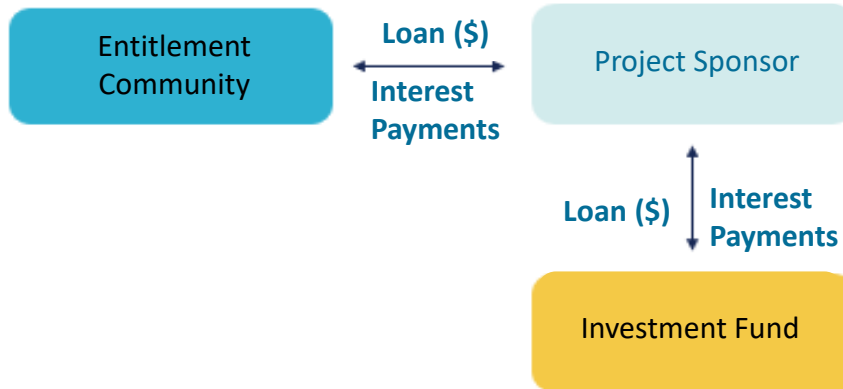 Entitlement
Community
Loan ($)
Interest
Payments
Project Sponsor
Loan ($)
Interest
Payments
Investment Fund